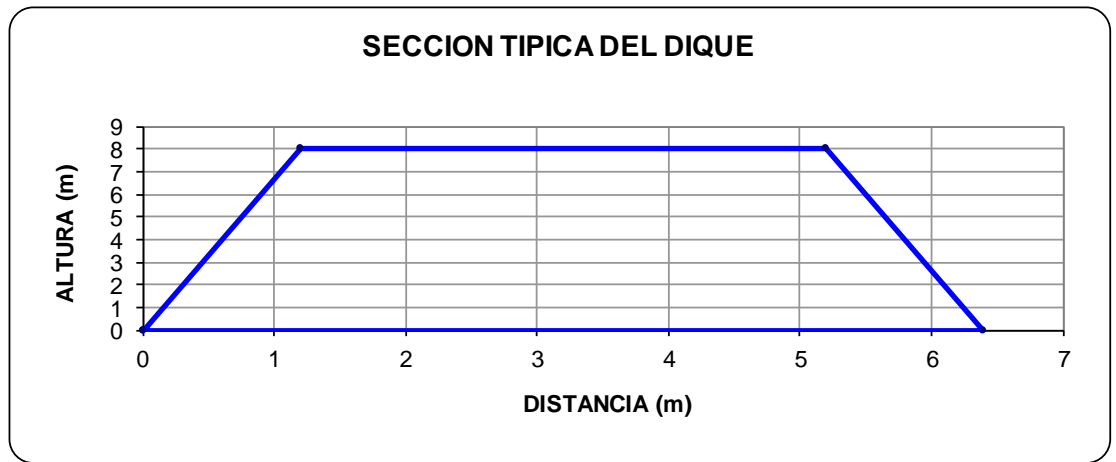 SECCION TIPICA DEL DIQUE
9
8
7
6
5
4
3
2
1
0
ALTURA (m)
0 1 2 3 4 5 6 7
DISTANCIA (m)